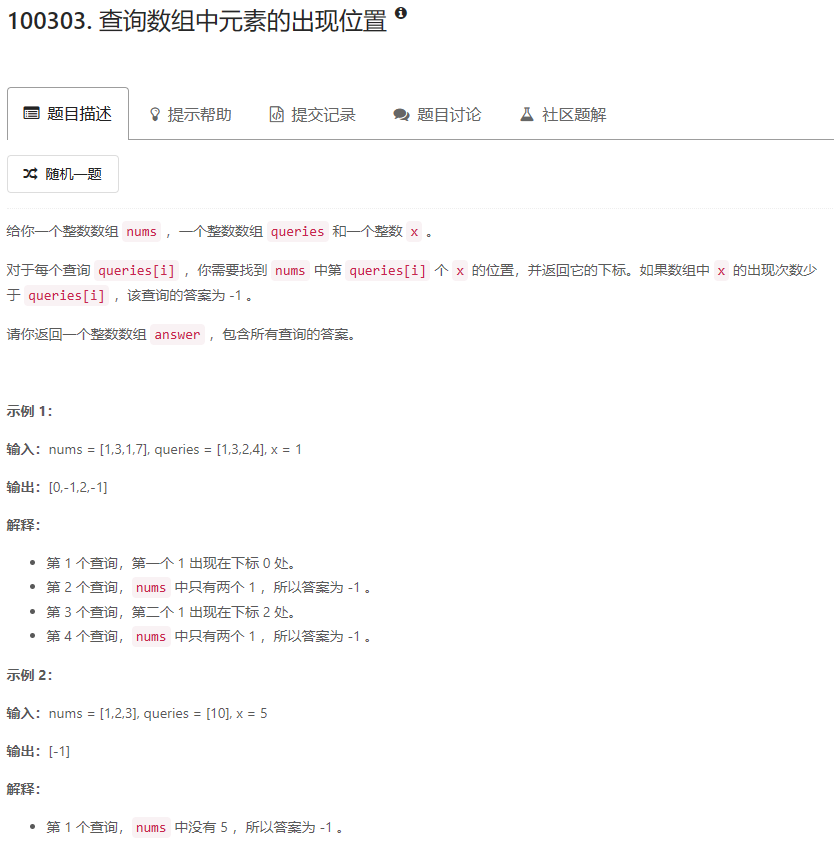 100303. 查询数组中元素的出现位置
题目描述 提示帮助 提交记录 题目讨论 社区题解
随机一题
给你一个整数数组 nums ，一个整数数组 queries 和一个整数 x 。
对于每个查询 queries[i] ，你需要找到 nums 中第 queries[i] 个 x 的位置，并返回它的下标。如果数组中 x 的出现次数少
于 queries[i] ，该查询的答案为 -1 。
请你返回一个整数数组 answer ，包含所有查询的答案。
示例 1：
输入：nums = [1,3,1,7], queries = [1,3,2,4], x = 1
输出：[0,-1,2,-1]
解释：
• 第 1 个查询，第一个 1 出现在下标 0 处。
• 第 2 个查询，nums 中只有两个 1 ，所以答案为 -1 。
• 第 3 个查询，第二个 1 出现在下标 2 处。
• 第 4 个查询，nums 中只有两个 1 ，所以答案为 -1 。
示例 2：
输入：nums = [1,2,3], queries = [10], x = 5
输出：[-1]
解释：
• 第 1 个查询，nums 中没有 5 ，所以答案为 -1 。